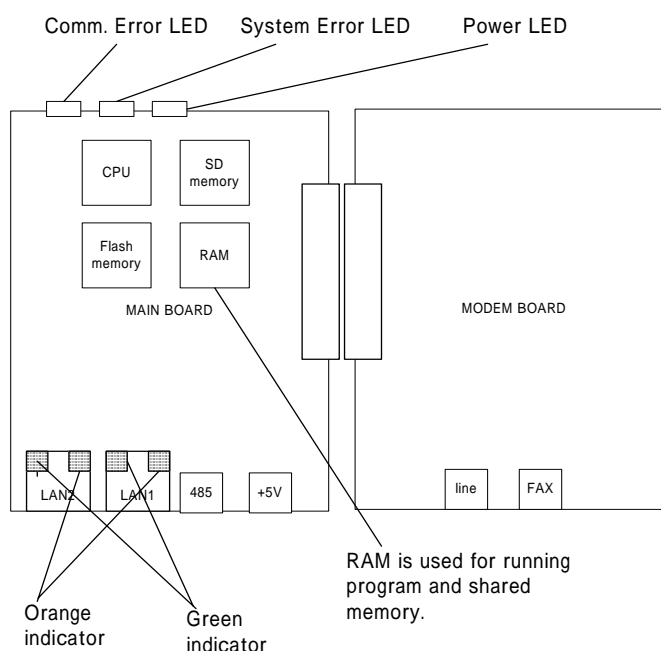 Comm. Error LED
System Error LED
Power LED
CPU
SD
memory
Flash
memory
RAM
MAIN BOARD
MODEM BOARD
LAN2
LAN1
485
+5V
line
FAX
RAM is used for running
program and shared
memory.
Orange
indicator
Green
indicator